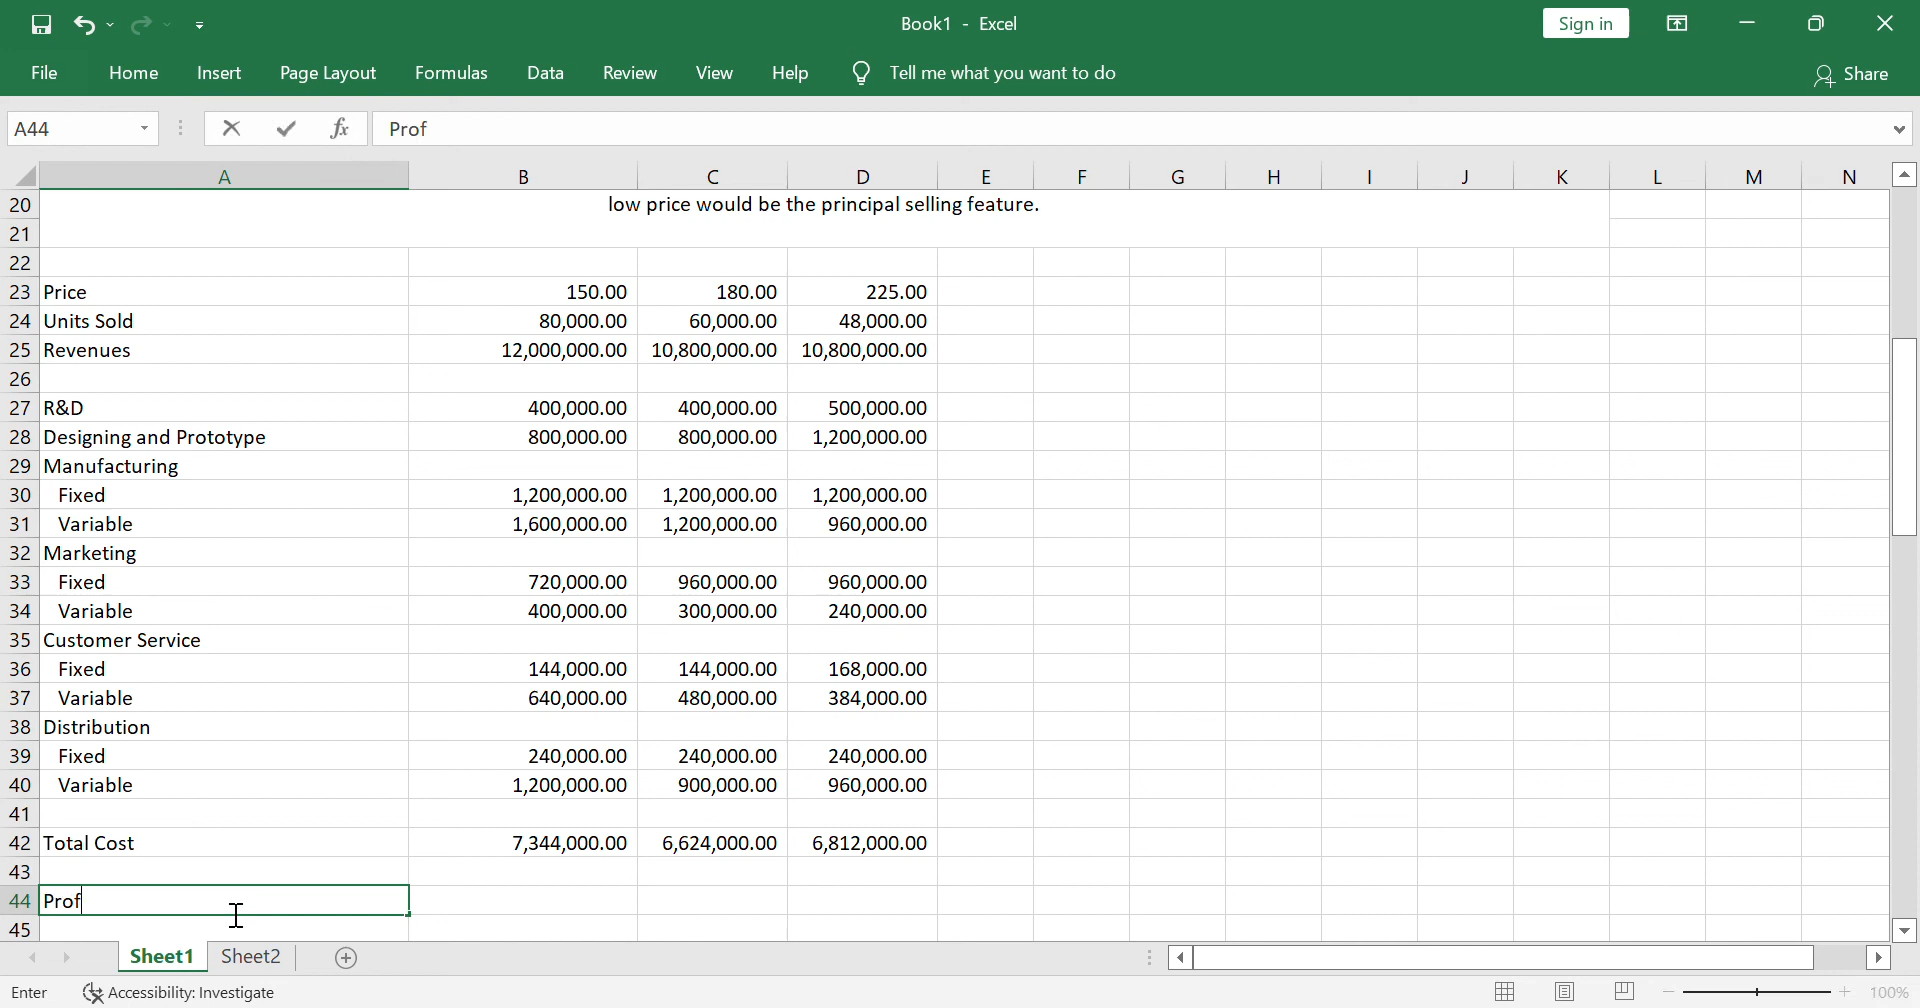 Book1 - Excel
Sign in
File Home Insert Page Layout Formulas Data Review View Help Tell me what you want to do Share
A44 fx Prof
A B C D E F G H I J K L M N
20 low price would be the principal selling feature.
21
22
23 Price 150.00 180.00 225.00
24 Units Sold 80,000.00 60,000.00 48,000.00
25 Revenues 12,000,000.00 10,800,000.00 10,800,000.00
26
27 R&D 400,000.00 400,000.00 500,000.00
28 Designing and Prototype 800,000.00 800,000.00 1,200,000.00
29 Manufacturing
30 Fixed 1,200,000.00 1,200,000.00 1,200,000.00
31 Variable 1,600,000.00 1,200,000.00 960,000.00
32 Marketing
33 Fixed 720,000.00 960,000.00 960,000.00
34 Variable 400,000.00 300,000.00 240,000.00
35 Customer Service
36 Fixed 144,000.00 144,000.00 168,000.00
37 Variable 640,000.00 480,000.00 384,000.00
38 Distribution
39 Fixed 240,000.00 240,000.00 240,000.00
40 Variable 1,200,000.00 900,000.00 960,000.00
41
42 Total Cost 7,344,000.00 6,624,000.00 6,812,000.00
43
44 Prof
45
Sheet1 Sheet2
Enter Accessibility: Investigate 100%